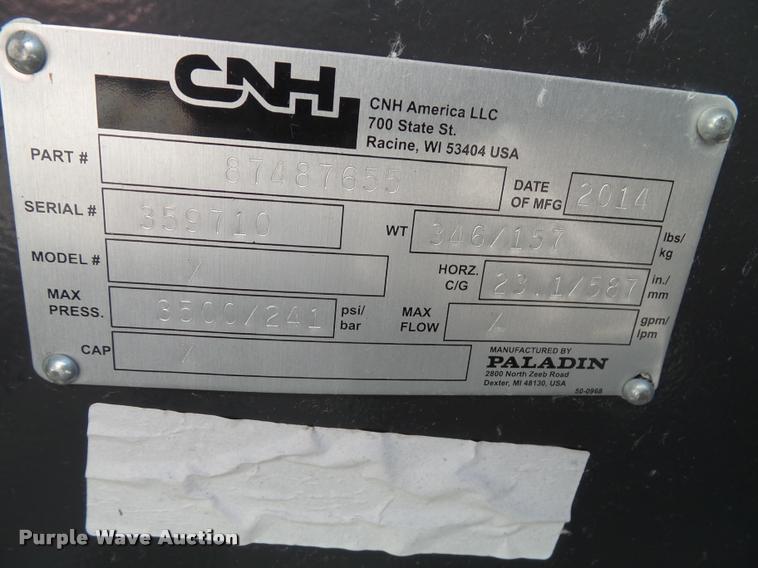 CNH
CNH America LLC
700 State St.
Racine, WI 53404 USA
PART # 87487655
DATE OF MFG 2014
SERIAL # 359710
WT 346/157 lbs/ kg
MODEL # /
HORZ. C/G 23.1/587 in./ mm
MAX PRESS. 3500/241 psi/ bar
MAX FLOW / gpm/ lpm
CAP /
MANUFACTURED BY
PALADIN
2800 North Zeeb Road
Dexter, MI 48130, USA
50-0968
Purple Wave Auction